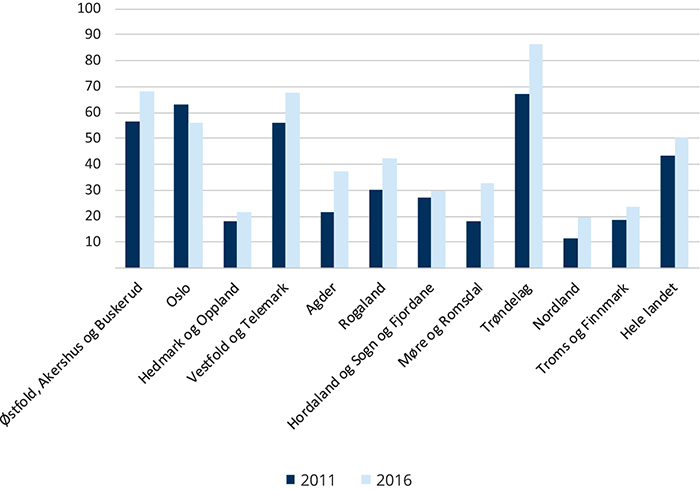 100
90
80
70
60
50
40
30
20
10
Østfold, Akershus og Buskerud
Oslo
Hedmark og Oppland
Vestfold og Telemark
Agder
Rogaland
Hordaland og Sogn og Fjordane
Møre og Romsdal
Trøndelag
Nordland
Troms og Finnmark
Hele landet
2011 2016